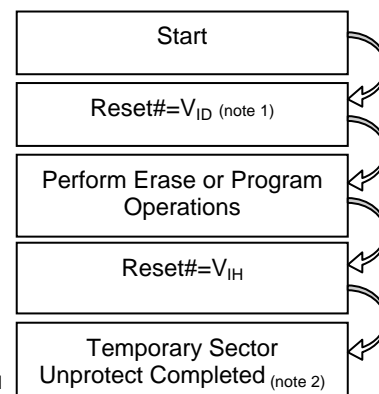 Start
Reset#=VID (note 1)
Perform Erase or Program
Operations
Reset#=VIH
Temporary Sector
Unprotect Completed (note 2)